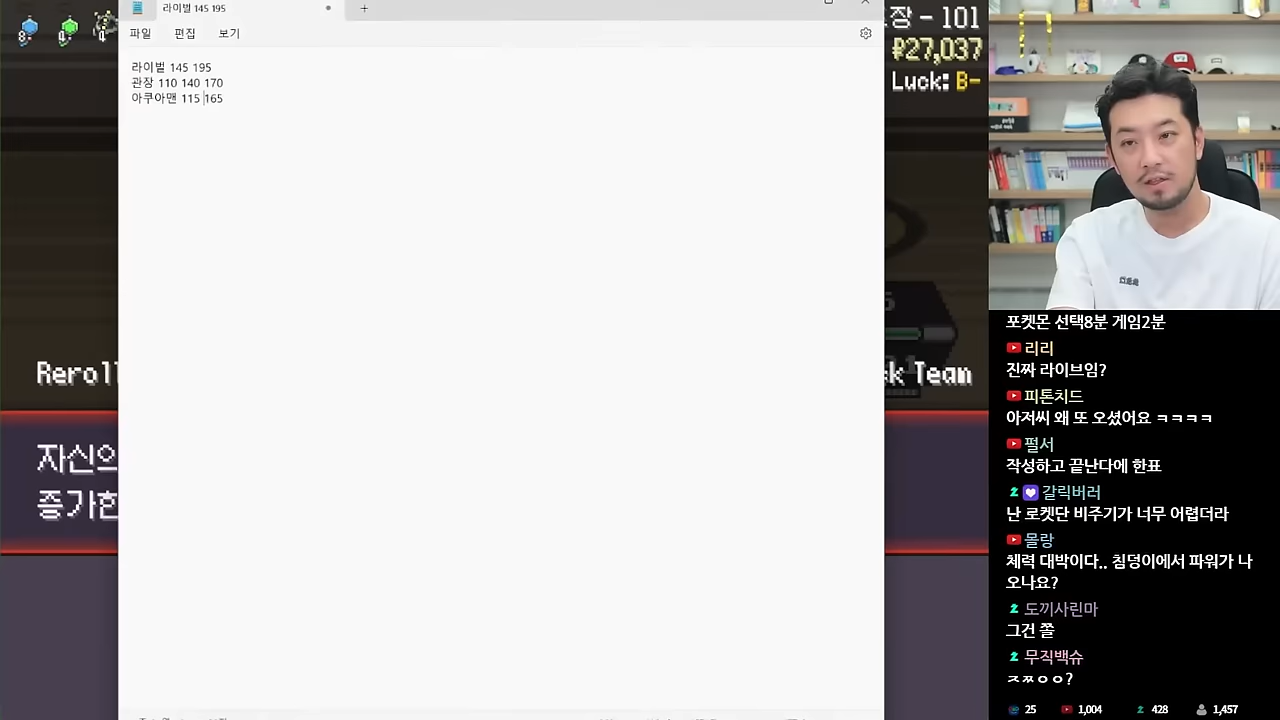 라이벌 145 195
파일
편집
보기
라이벌 145 195
관장 110 140 170
아쿠아맨 115 165
장 - 101
₽27,037
Luck: B-
Reroll
k Team
자신의
증가한
포켓몬 선택8분 게임2분
리리
진짜 라이브임?
피톤치드
아저씨 왜 또 오셨어요 ㅋㅋㅋㅋ
펄서
작성하고 끝난다에 한표
갈릭버러
난 로켓단 비주기가 너무 어렵더라
몰랑
체력 대박이다.. 침덩이에서 파워가 나
오나요?
도끼사린마
그건 쫄
무직백슈
ㅈㅉㅇㅇ?
25 1,004 428 1,457